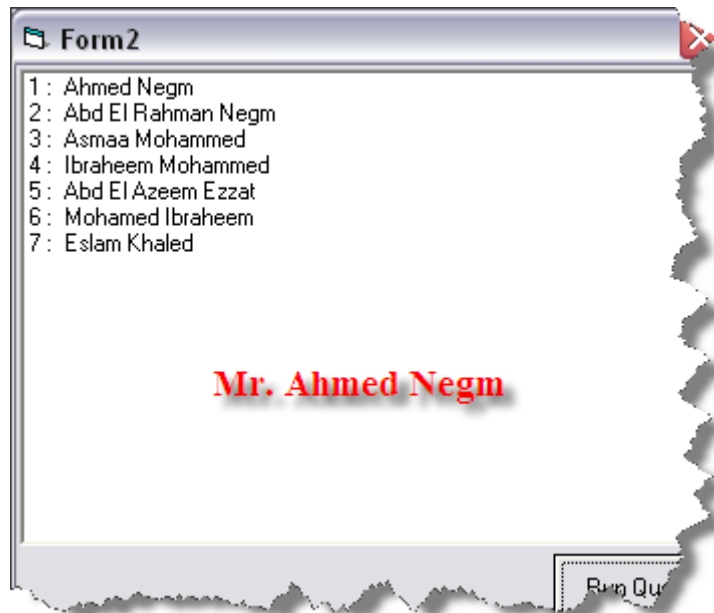 Form2
1 : Ahmed Negm
2 : Abd El Rahman Negm
3 : Asmaa Mohammed
4 : Ibraheem Mohammed
5 : Abd El Azeem Ezzat
6 : Mohamed Ibraheem
7 : Eslam Khaled
Mr. Ahmed Negm
Run